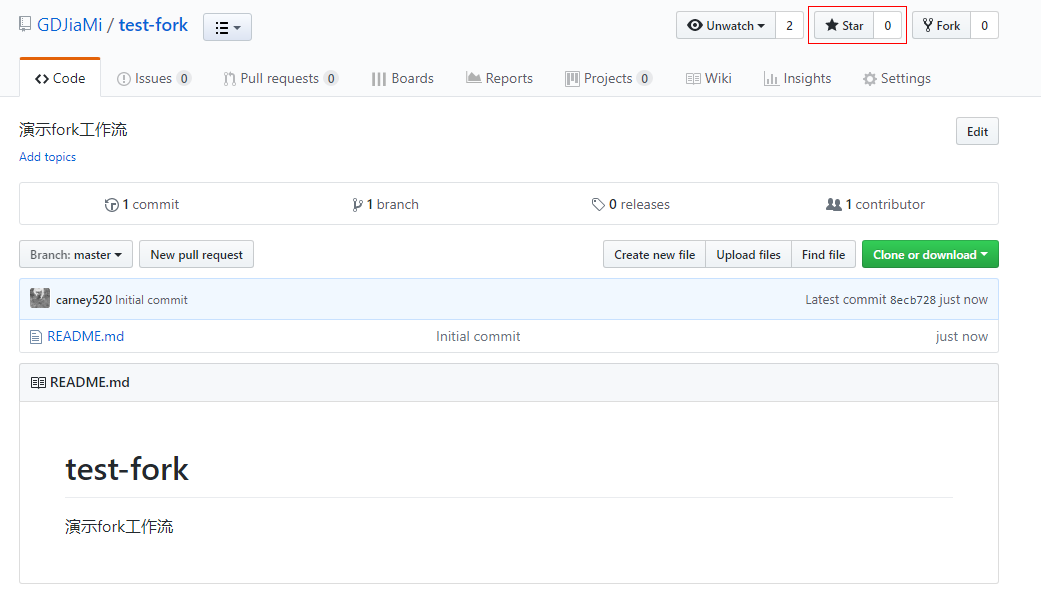 GDJiaMi / test-fork
Unwatch 2 Star 0 Fork 0
Code Issues 0 Pull requests 0 Boards Reports Projects 0 Wiki Insights Settings
演示fork工作流
Edit
Add topics
1 commit 1 branch 0 releases 1 contributor
Branch: master New pull request Create new file Upload files Find file Clone or download
carney520 Initial commit Latest commit 8ecb728 just now
README.md Initial commit just now
README.md
test-fork
演示fork工作流